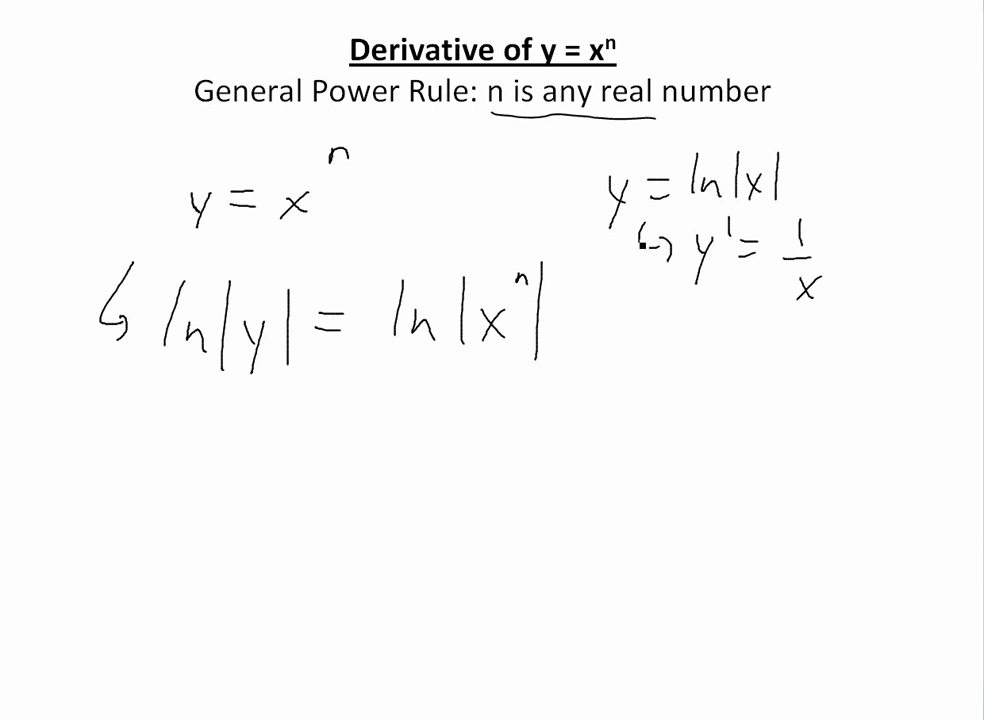 Derivative of y = xⁿ
General Power Rule: n is any real number
y = xⁿ
y = ln|x|
↳ y' = 1/x
↳ ln|y| = ln|xⁿ|